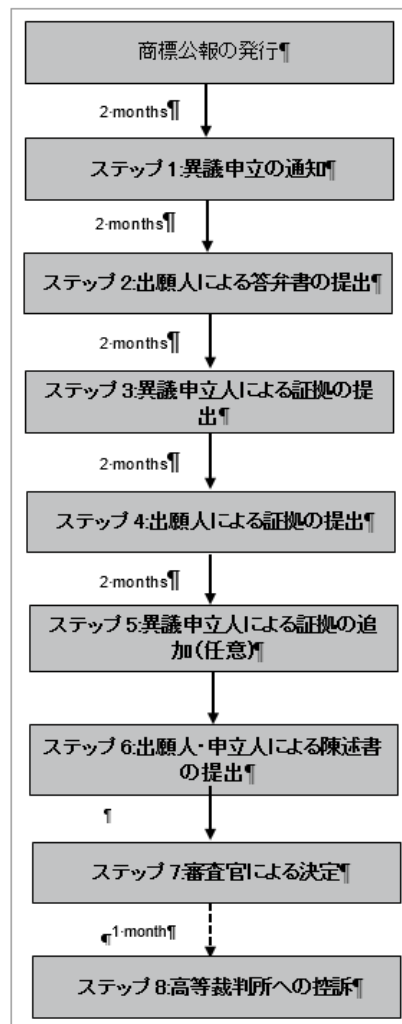 商標公報の発行¶
2·months¶
ステップ1:異議申立の通知¶
2·months¶
ステップ2:出願人による答弁書の提出¶
2·months¶
ステップ3:異議申立人による証拠の提
出¶
2·months¶
ステップ4:出願人による証拠の提出¶
2·months¶
ステップ5:異議申立人による証拠の追
加(任意)¶
ステップ6:出願人・申立人による陳述書
の提出¶
¶
ステップ7:審査官による決定¶
¶1·month¶
ステップ8:高等裁判所への控訴¶